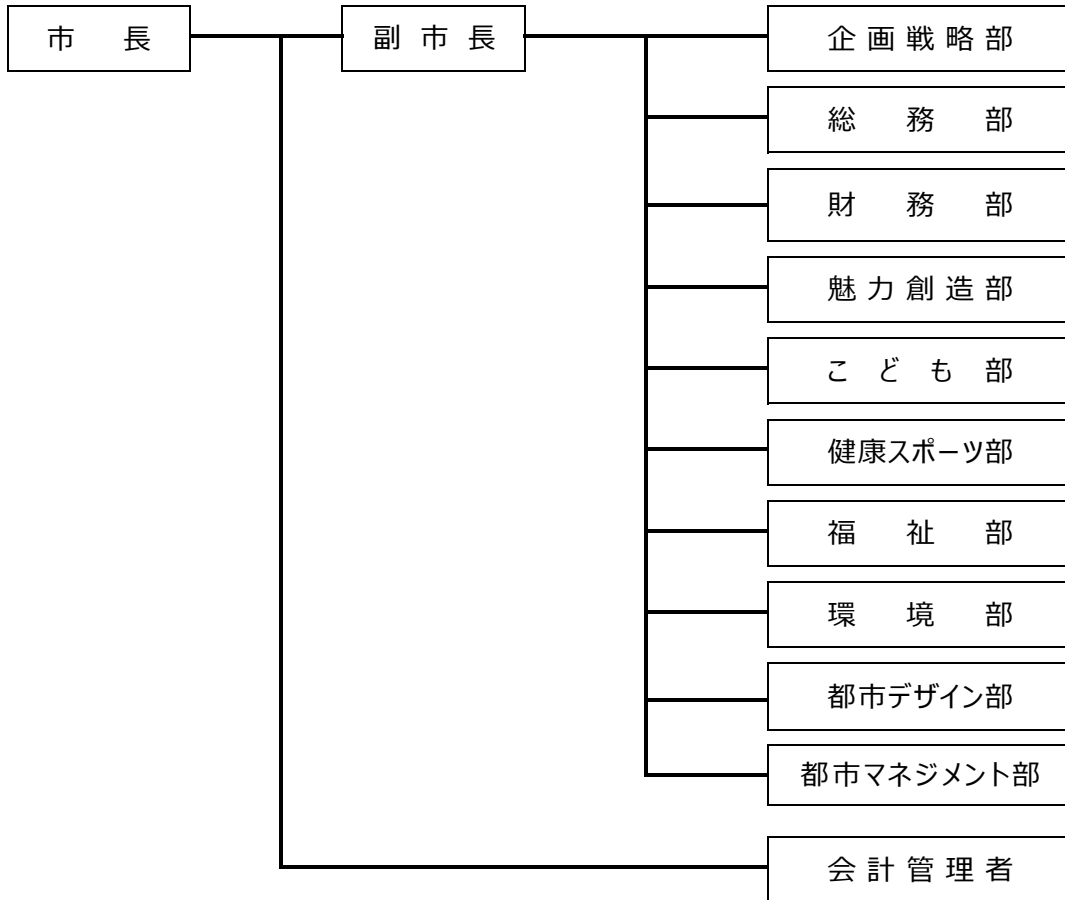 市長
副市長
企画戦略部
総務部
財務部
魅力創造部
こども部
健康スポーツ部
福祉部
環境部
都市デザイン部
都市マネジメント部
会計管理者